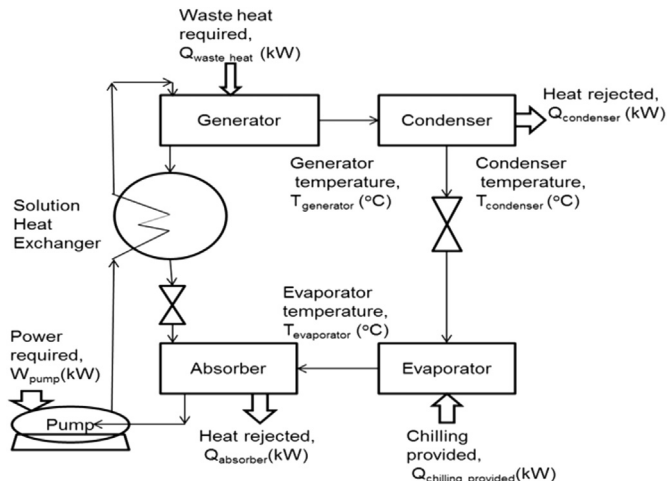 Waste heat
required,
Qwaste heat (kW)
Generator
Condenser
Heat rejected,
Qcondenser (kW)
Generator
temperature,
Tgenerator (°C)
Condenser
temperature,
Tcondenser (°C)
Solution
Heat
Exchanger
Evaporator
temperature,
Tevaporator (°C)
Power
required,
Wpump(kW)
Absorber
Evaporator
Pump
Heat rejected,
Qabsorber(kW)
Chilling
provided,
Qchilling provided(kW)